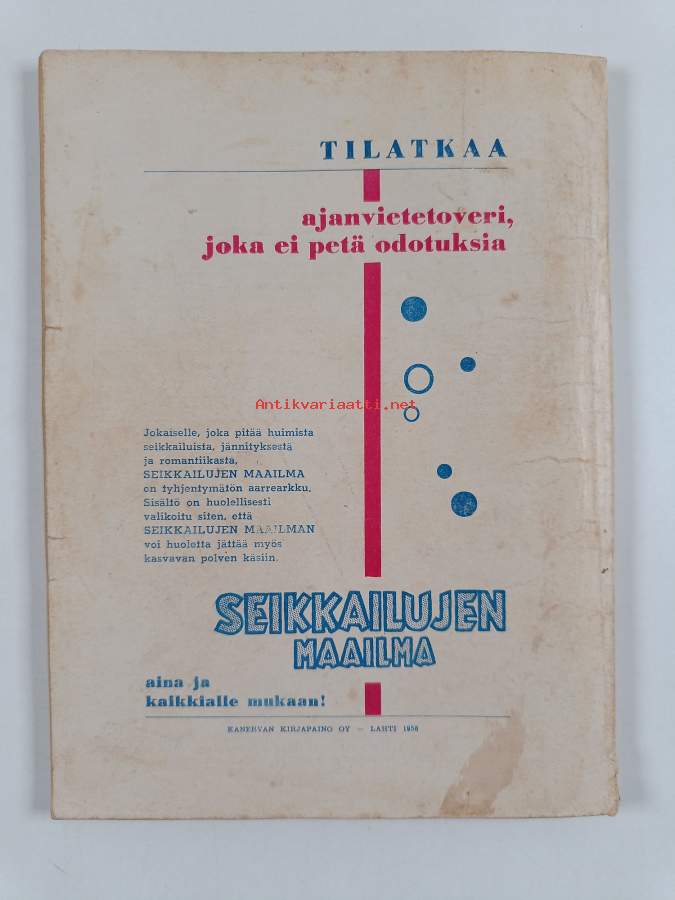 TILATKAA
ajanvietetoveri,
joka ei petä odotuksia
Antikvariaatti.net
Jokaiselle, joka pitää huimista
seikkailuista, jännityksestä
ja romantiikasta,
SEIKKAILUJEN MAAILMA
on tyhjentymätön aarrearkku.
Sisältö on huolellisesti
valikoitu siten, että
SEIKKAILUJEN MAAILMAN
voi huoletta jättää myös
kasvavan polven käsiin.
SEIKKAILUJEN
MAAILMA
aina ja
kaikkialle mukaan!
KANERVAN KIRJAPAINO OY — LAHTI 1958